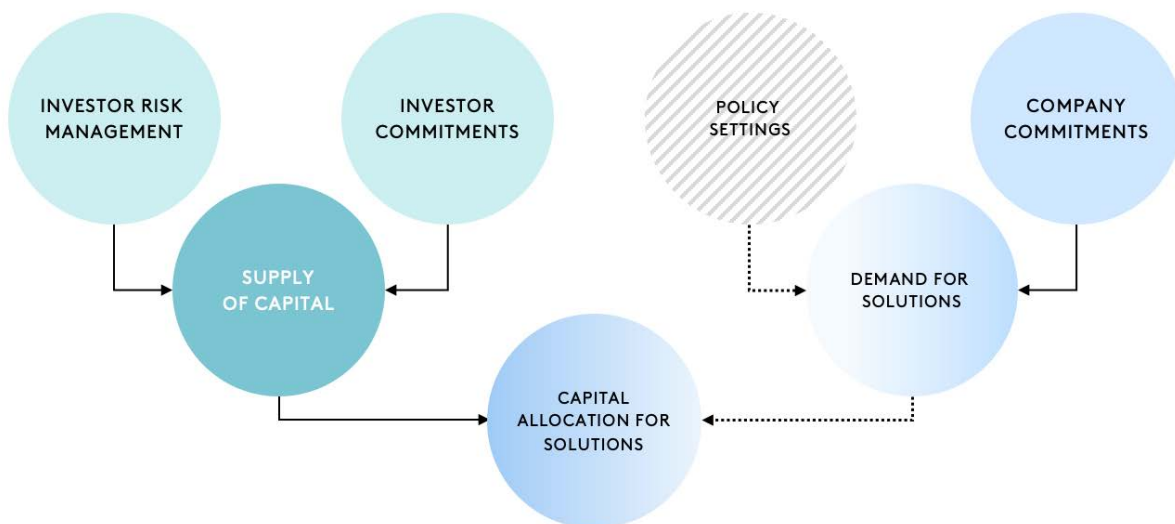 INVESTOR RISK
MANAGEMENT
INVESTOR
COMMITMENTS
POLICY
SETTINGS
COMPANY
COMMITMENTS
SUPPLY
OF CAPITAL
DEMAND FOR
SOLUTIONS
CAPITAL
ALLOCATION FOR
SOLUTIONS